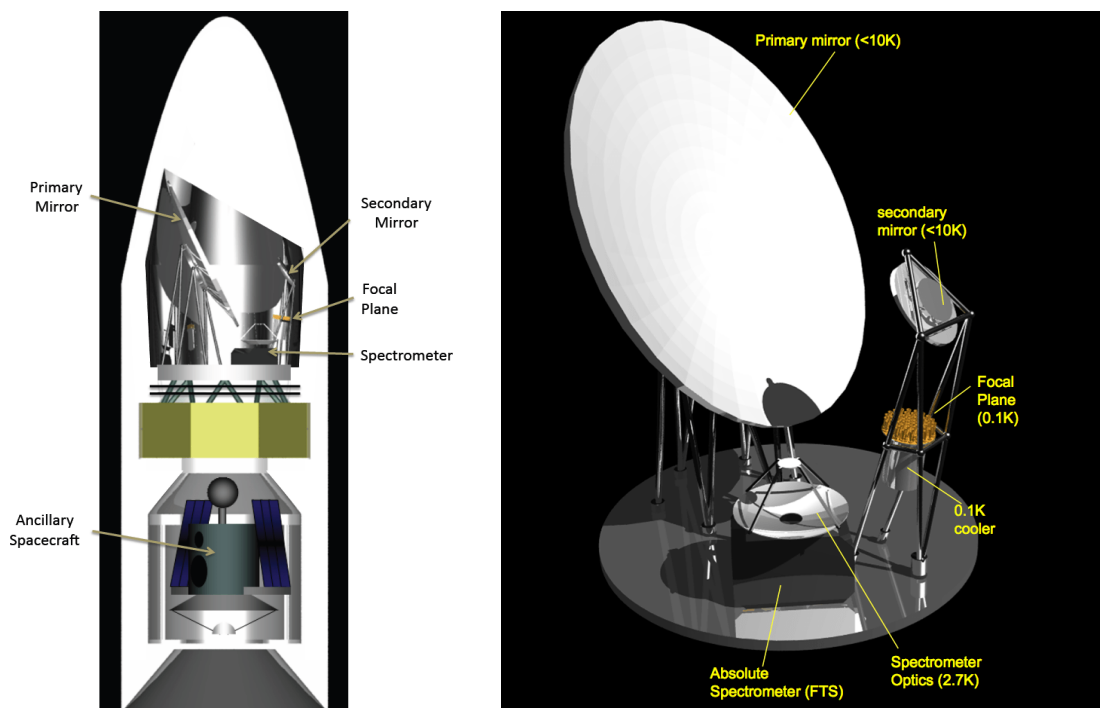 Primary
Mirror
Secondary
Mirror
Focal
Plane
Spectrometer
Ancillary
Spacecraft
Primary mirror (<10K)
secondary
mirror (<10K)
Focal
Plane
(0.1K)
0.1K
cooler
Spectrometer
Optics (2.7K)
Absolute
Spectrometer (FTS)